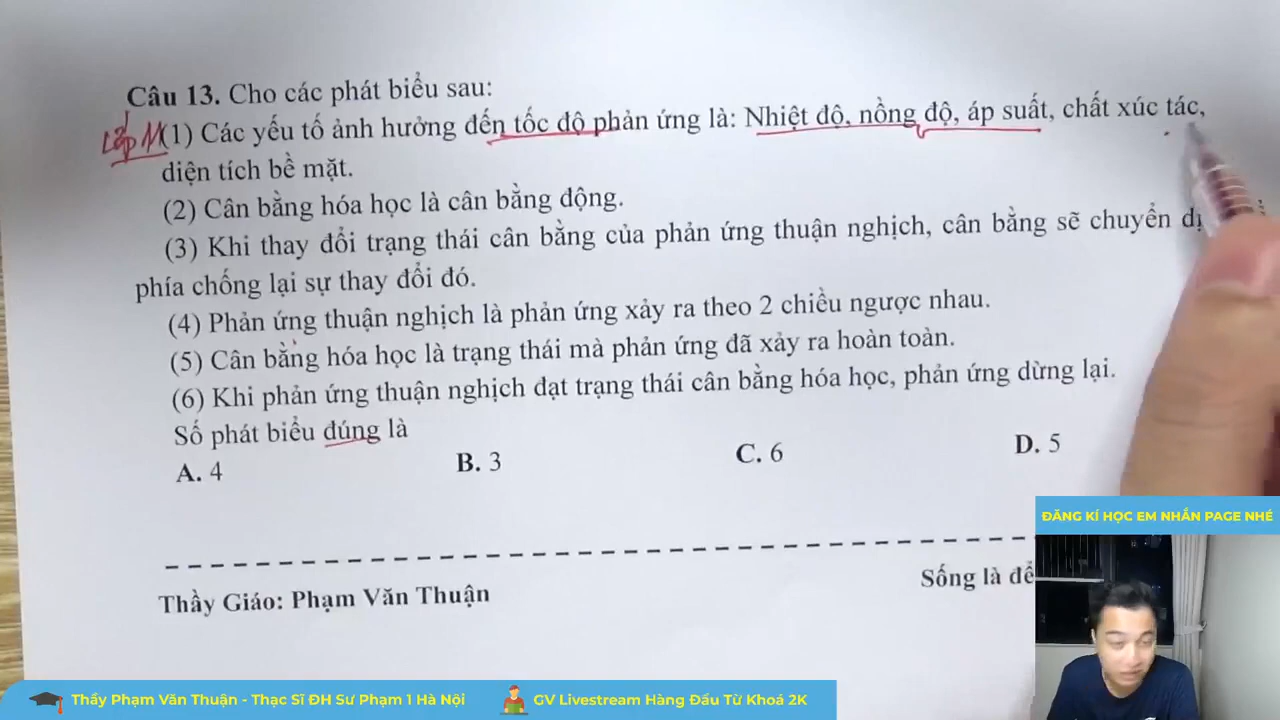 Câu 13. Cho các phát biểu sau:
Lớp 11 (1) Các yếu tố ảnh hưởng đến tốc độ phản ứng là: Nhiệt độ, nồng độ, áp suất, chất xúc tác,
diện tích bề mặt.
(2) Cân bằng hóa học là cân bằng động.
(3) Khi thay đổi trạng thái cân bằng của phản ứng thuận nghịch, cân bằng sẽ chuyển
phía chống lại sự thay đổi đó.
(4) Phản ứng thuận nghịch là phản ứng xảy ra theo 2 chiều ngược nhau.
(5) Cân bằng hóa học là trạng thái mà phản ứng đã xảy ra hoàn toàn.
(6) Khi phản ứng thuận nghịch đạt trạng thái cân bằng hóa học, phản ứng dừng lại.
Số phát biểu đúng là
A. 4 B. 3 C. 6 D. 5
ĐĂNG KÍ HỌC EM NHẮN PAGE NHÉ
Thầy Giáo: Phạm Văn Thuận Sống là để
Thầy Phạm Văn Thuận - Thạc Sĩ ĐH Sư Phạm 1 Hà Nội GV Livestream Hàng Đầu Từ Khoá 2K